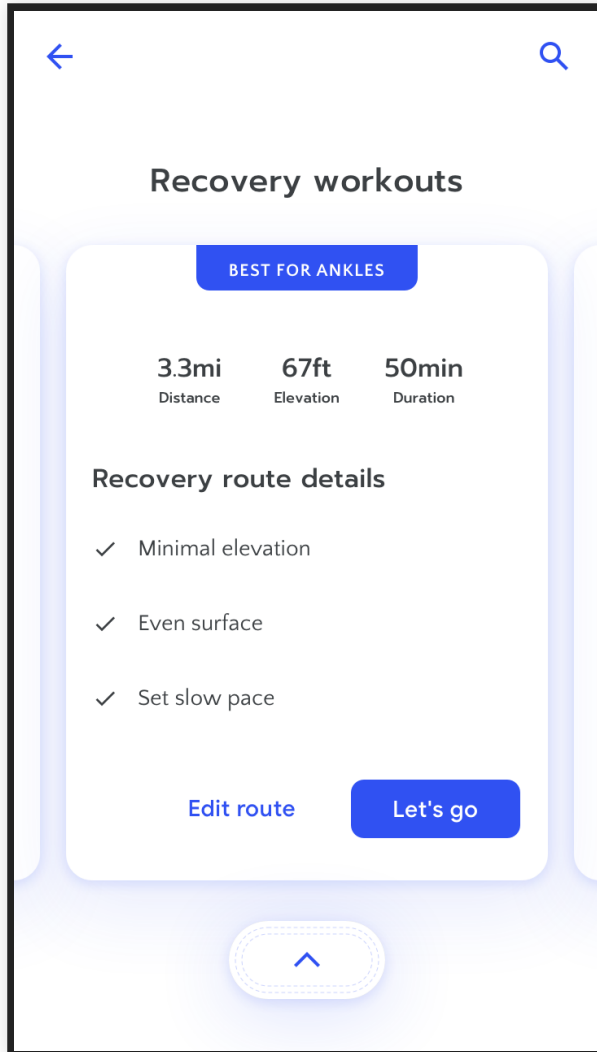 Recovery workouts
BEST FOR ANKLES
3.3mi 67ft 50min
Distance Elevation Duration
Recovery route details
Minimal elevation
Even surface
Set slow pace
Edit route Let's go